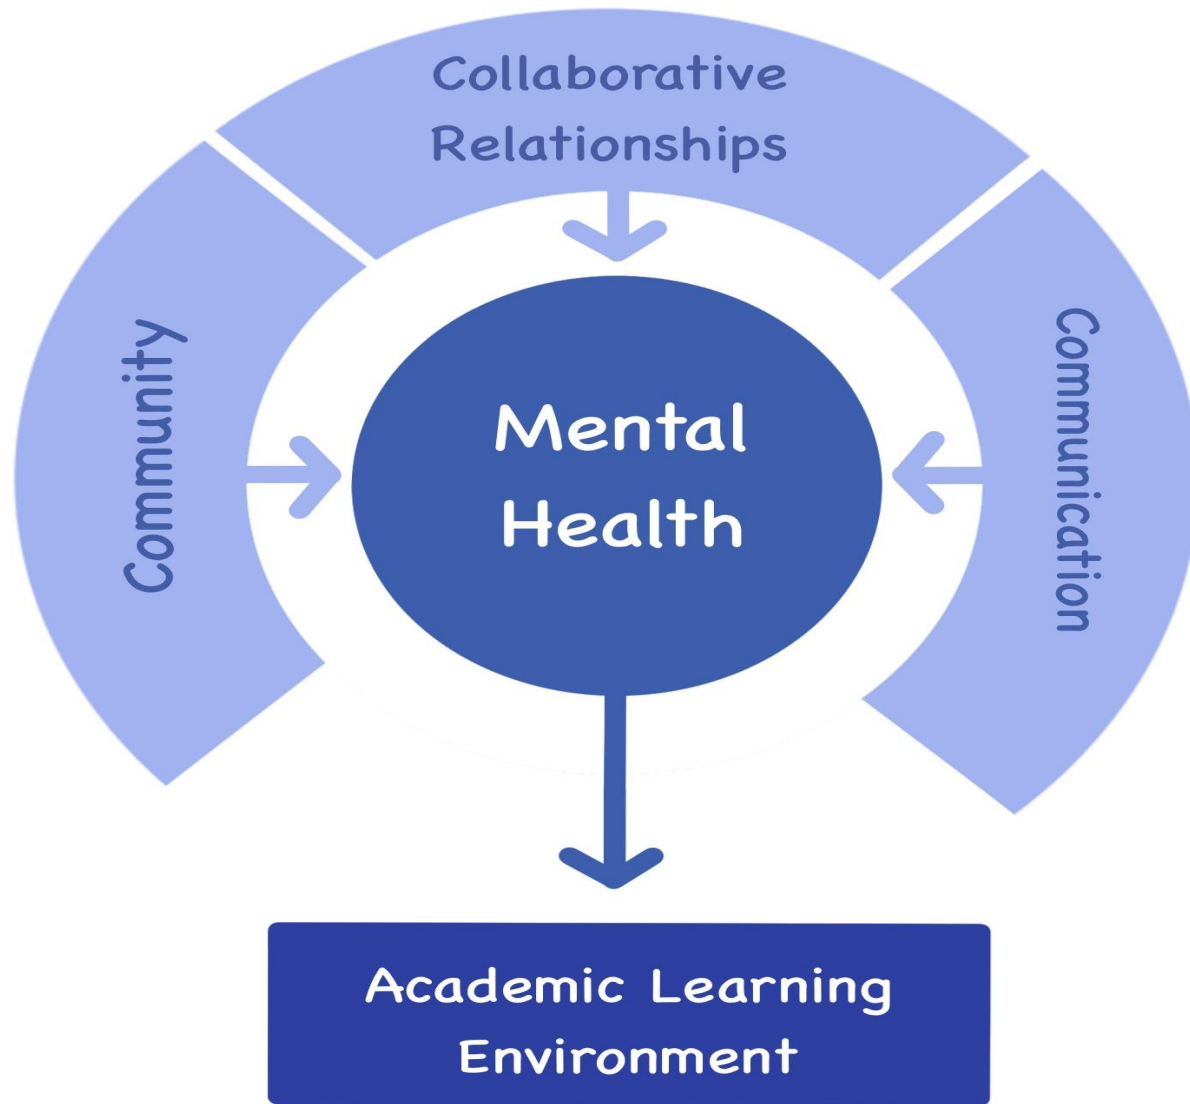 Collaborative
Relationships
Community
Communication
Mental
Health
Academic Learning
Environment